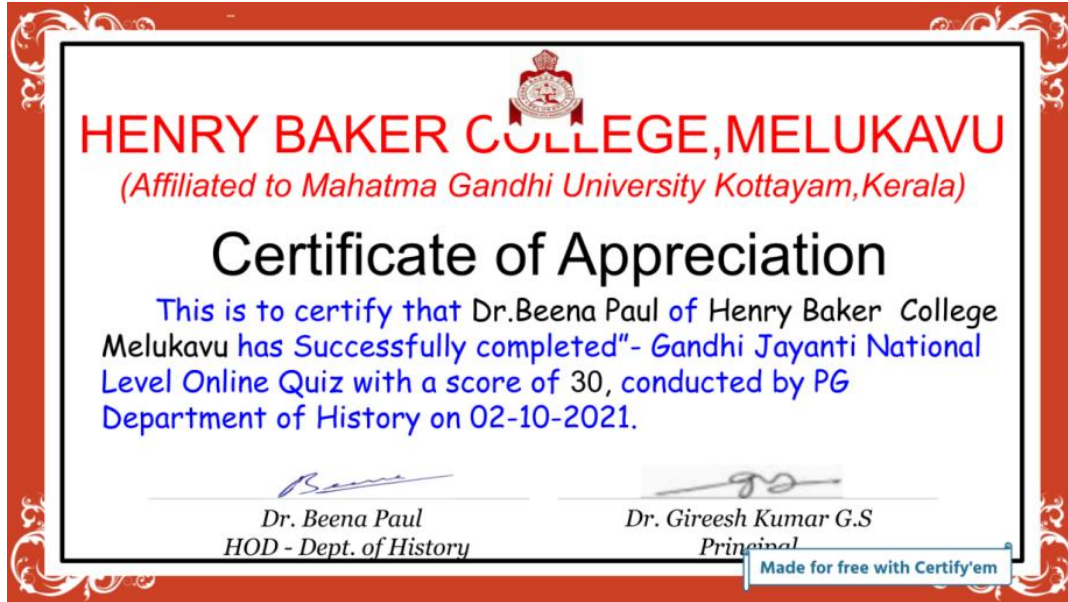 HENRY BAKER COLLEGE,MELUKAVU
(Affiliated to Mahatma Gandhi University Kottayam,Kerala)
Certificate of Appreciation
This is to certify that Dr.Beena Paul of Henry Baker College
Melukavu has Successfully completed”- Gandhi Jayanti National
Level Online Quiz with a score of 30, conducted by PG
Department of History on 02-10-2021.
Beena
Dr. Beena Paul
Dr. Gireesh Kumar G.S
HOD - Dept. of History
Principal
Made for free with Certify'em